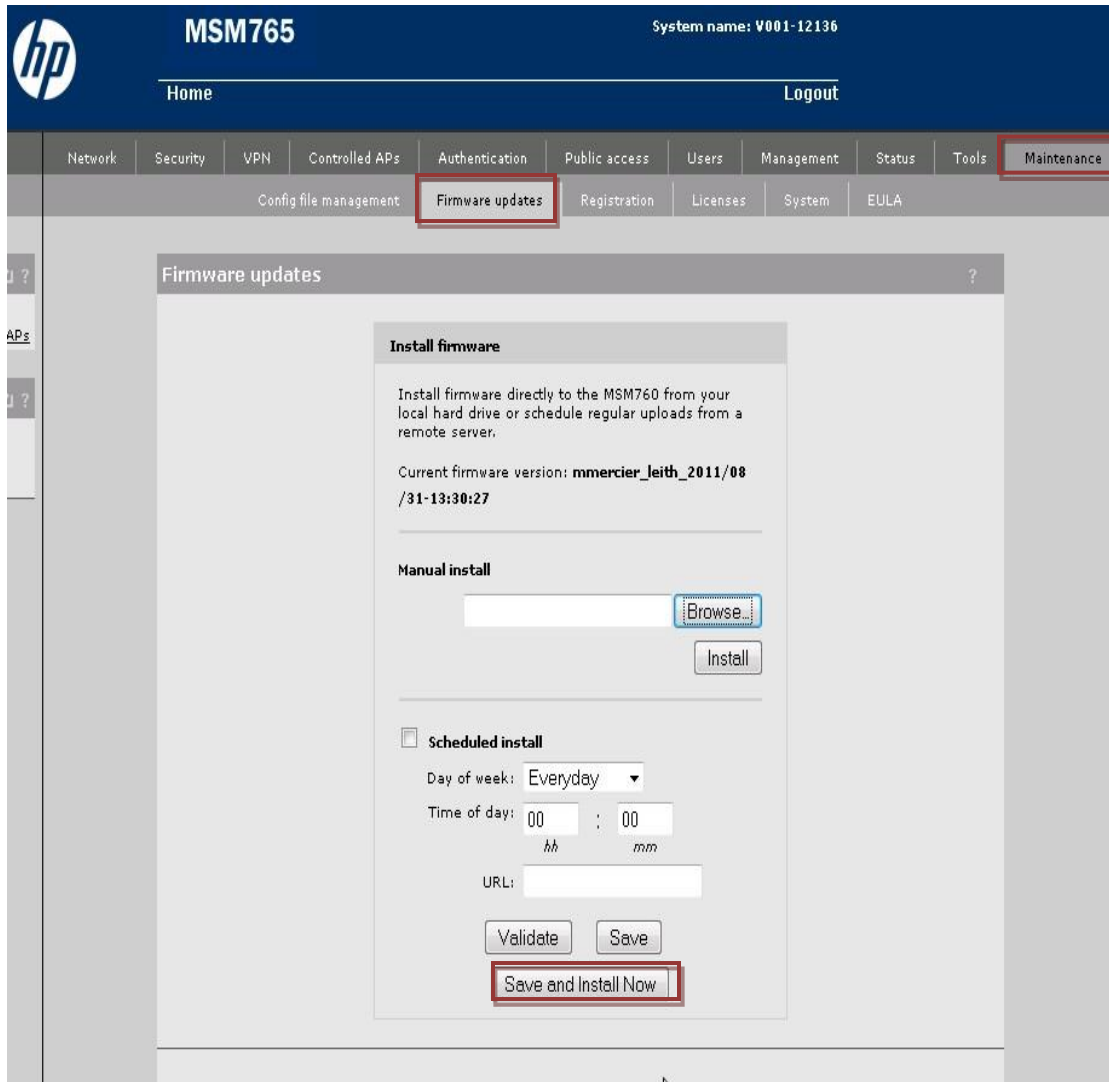 hp
MSM765
System name: V001-12136
Home
Logout
Network
Security
VPN
Controlled APs
Authentication
Public access
Users
Management
Status
Tools
Maintenance
Config file management
Firmware updates
Registration
Licenses
System
EULA
?
APs
?
Firmware updates
?
Install firmware
Install firmware directly to the MSM760 from your
local hard drive or schedule regular uploads from a
remote server.
Current firmware version: mmercier_leith_2011/08
/31-13:30:27
Manual install
Browse...
Install
Scheduled install
Day of week: Everyday
Time of day: 00 : 00
hh mm
URL:
Validate
Save
Save and Install Now